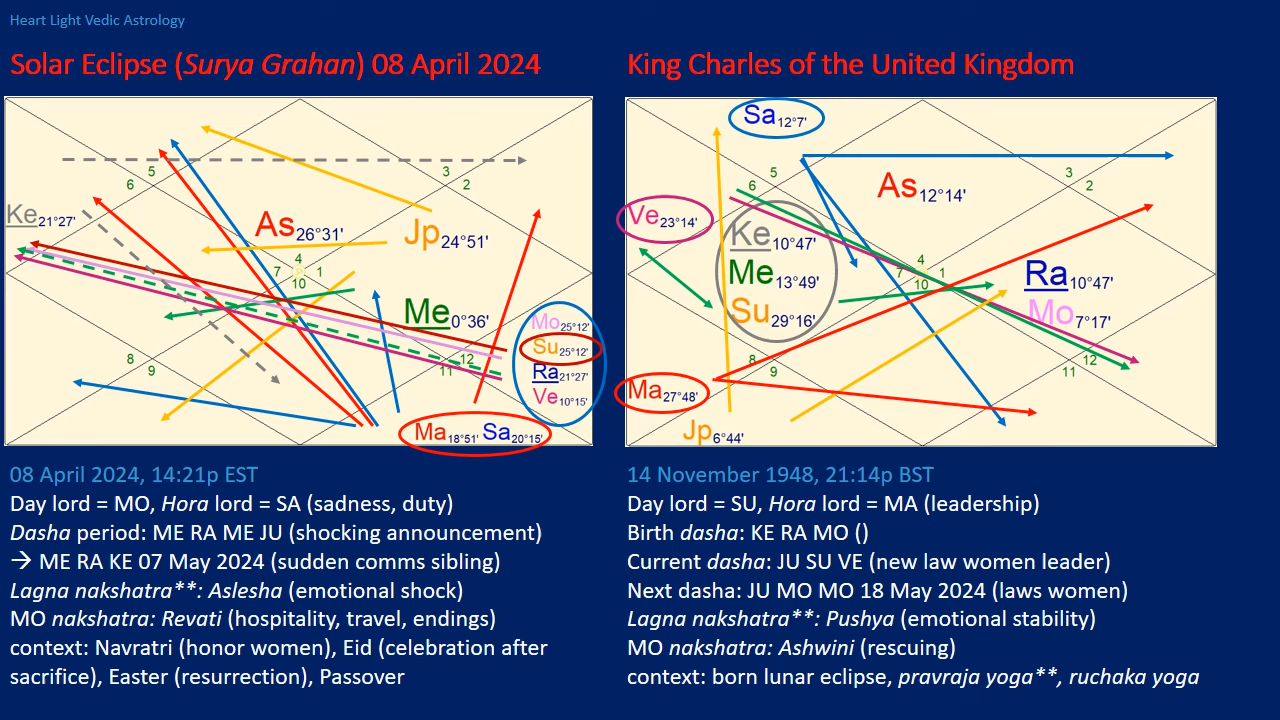 Heart Light Vedic Astrology
Solar Eclipse (Surya Grahan) 08 April 2024
5
6
3
2
Ke21°27'
As26°31'
Jp24°51'
4
7
1
10
Me0°36'
Mo25°12'
Su25°12'
Ra21°27'
Ve10°15'
8
9
12
11
Ma18°51' Sa20°15'
08 April 2024, 14:21p EST
Day lord = MO, Hora lord = SA (sadness, duty)
Dasha period: ME RA ME JU (shocking announcement)
→ ME RA KE 07 May 2024 (sudden comms sibling)
Lagna nakshatra**: Aslesha (emotional shock)
MO nakshatra: Revati (hospitality, travel, endings)
context: Navratri (honor women), Eid (celebration after
sacrifice), Easter (resurrection), Passover
King Charles of the United Kingdom
Sa12°7'
5
6
3
2
As12°14'
Ve23°14'
Ke10°47'
Me13°49'
Su29°16'
4
7
1
10
Ra10°47'
Mo7°17'
8
9
12
11
Ma27°48'
Jp6°44'
14 November 1948, 21:14p BST
Day lord = SU, Hora lord = MA (leadership)
Birth dasha: KE RA MO ()
Current dasha: JU SU VE (new law women leader)
Next dasha: JU MO MO 18 May 2024 (laws women)
Lagna nakshatra**: Pushya (emotional stability)
MO nakshatra: Ashwini (rescuing)
context: born lunar eclipse, pravraja yoga**, ruchaka yoga